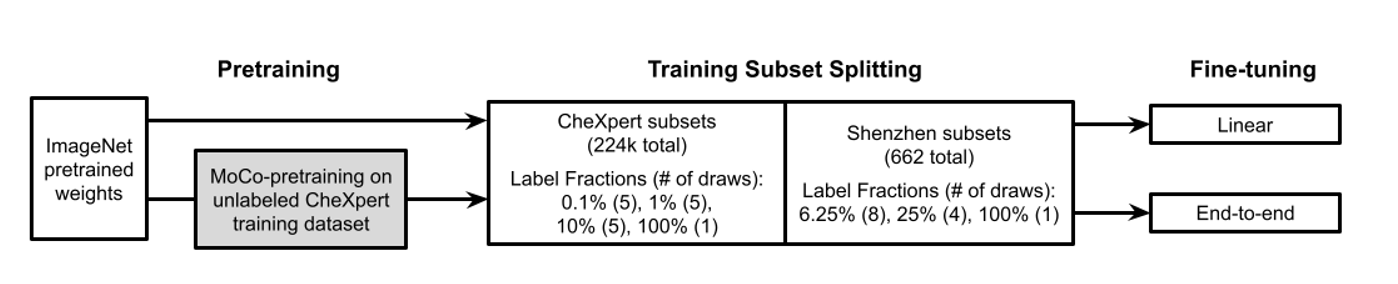 Pretraining
Training Subset Splitting
Fine-tuning
ImageNet
pretrained
weights
MoCo-pretraining on
unlabeled CheXpert
training dataset
CheXpert subsets
(224k total)
Label Fractions (# of draws):
0.1% (5), 1% (5),
10% (5), 100% (1)
Shenzhen subsets
(662 total)
Label Fractions (# of draws):
6.25% (8), 25% (4), 100% (1)
Linear
End-to-end